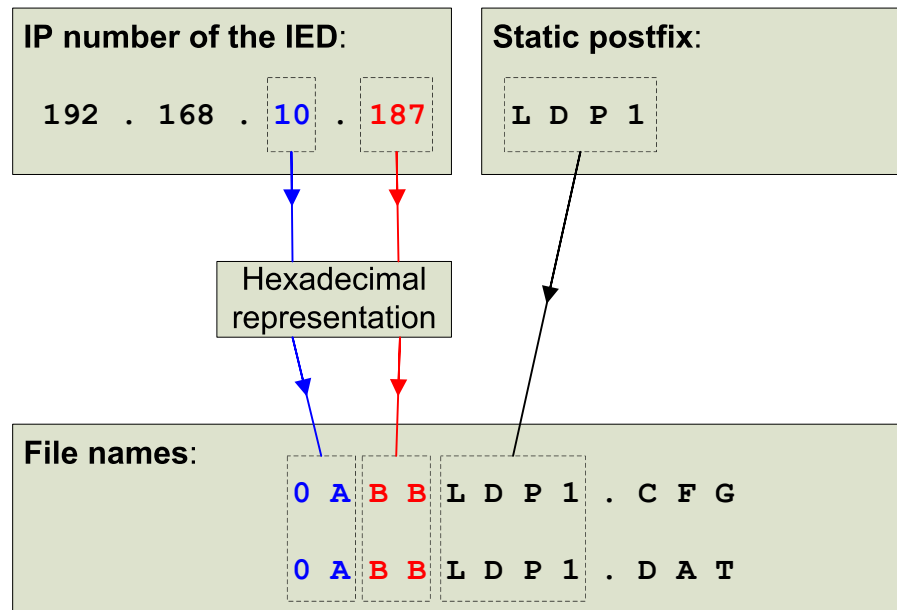 IP number of the IED:
192 . 168 . 10 . 187
Static postfix:
L D P 1
Hexadecimal
representation
File names:
0 A B B L D P 1 . C F G
0 A B B L D P 1 . D A T